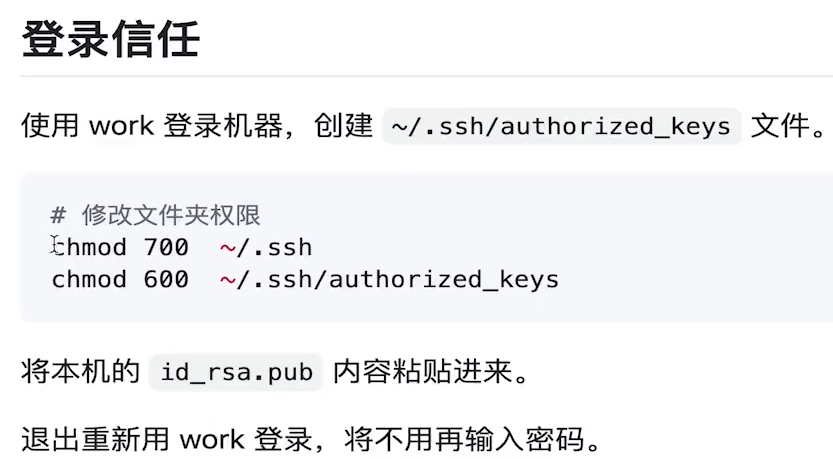 登录信任
使用 work 登录机器，创建 ~/.ssh/authorized_keys 文件。
# 修改文件夹权限
chmod 700  ~/.ssh
chmod 600  ~/.ssh/authorized_keys
将本机的 id_rsa.pub 内容粘贴进来。
退出重新用 work 登录，将不用再输入密码。